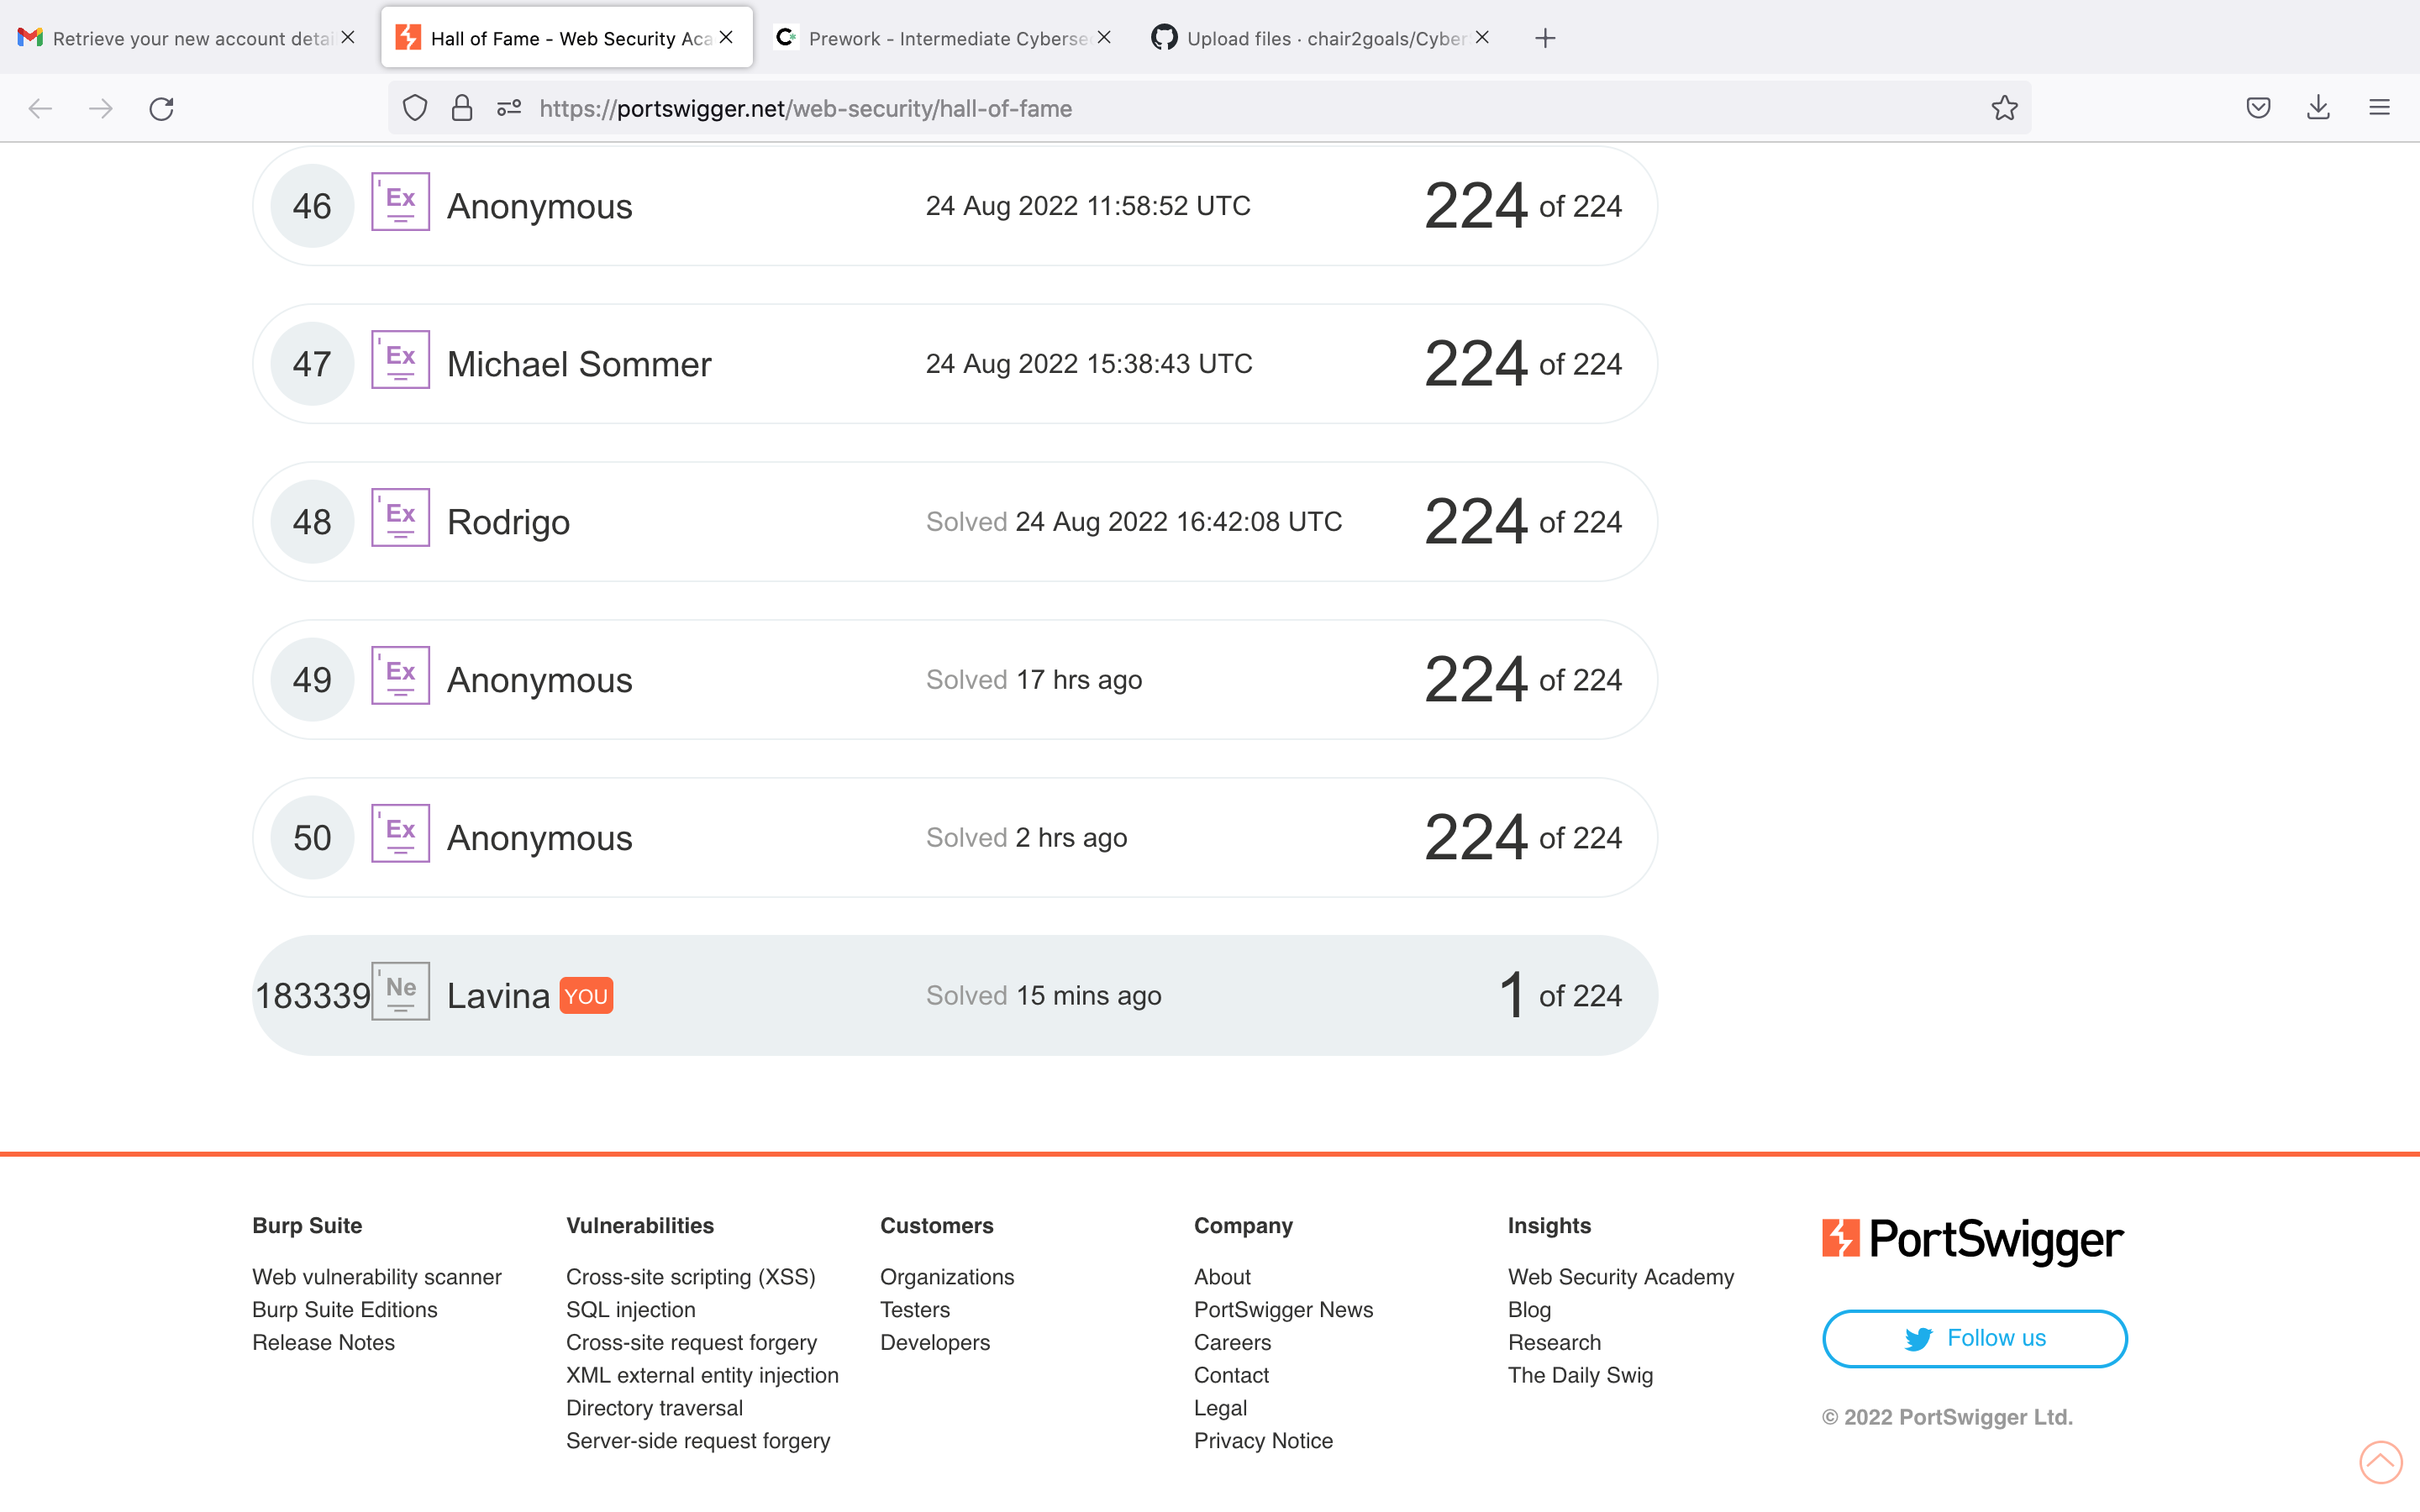 Retrieve your new account detai
Hall of Fame - Web Security Aca
Prework - Intermediate Cyberse
Upload files · chair2goals/Cyber
https://portswigger.net/web-security/hall-of-fame
46 Ex Anonymous 24 Aug 2022 11:58:52 UTC 224 of 224
47 Ex Michael Sommer 24 Aug 2022 15:38:43 UTC 224 of 224
48 Ex Rodrigo Solved 24 Aug 2022 16:42:08 UTC 224 of 224
49 Ex Anonymous Solved 17 hrs ago 224 of 224
50 Ex Anonymous Solved 2 hrs ago 224 of 224
183339 Ne Lavina YOU Solved 15 mins ago 1 of 224
Burp Suite
Web vulnerability scanner
Burp Suite Editions
Release Notes
Vulnerabilities
Cross-site scripting (XSS)
SQL injection
Cross-site request forgery
XML external entity injection
Directory traversal
Server-side request forgery
Customers
Organizations
Testers
Developers
Company
About
PortSwigger News
Careers
Contact
Legal
Privacy Notice
Insights
Web Security Academy
Blog
Research
The Daily Swig
PortSwigger
Follow us
© 2022 PortSwigger Ltd.